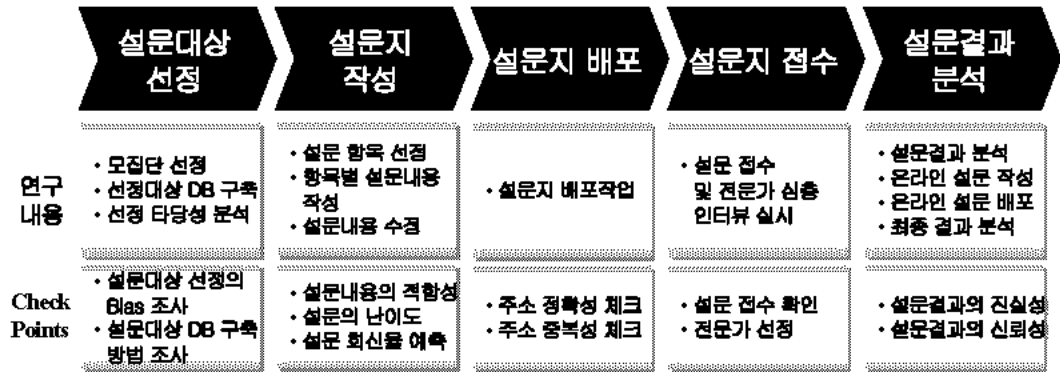 설문대상
선정
설문지
작성
설문지 배포
설문지 접수
설문결과
분석
연구
내용
• 모집단 선정
• 선정대상 DB 구축
• 선정 타당성 분석
• 설문 항목 선정
• 항목별 설문내용
작성
• 설문내용 수정
• 설문지 배포작업
• 설문 접수
및 전문가 심층
인터뷰 실시
• 설문결과 분석
• 온라인 설문 작성
• 온라인 설문 배포
• 최종 결과 분석
Check
Points
• 설문대상 선정의
Bias 조사
• 설문대상 DB 구축
방법 조사
• 설문내용의 적합성
• 설문의 난이도
• 설문 회신율 예측
• 주소 정확성 체크
• 주소 중복성 체크
• 설문 접수 확인
• 전문가 선정
• 설문결과의 진실성
• 설문결과의 신뢰성